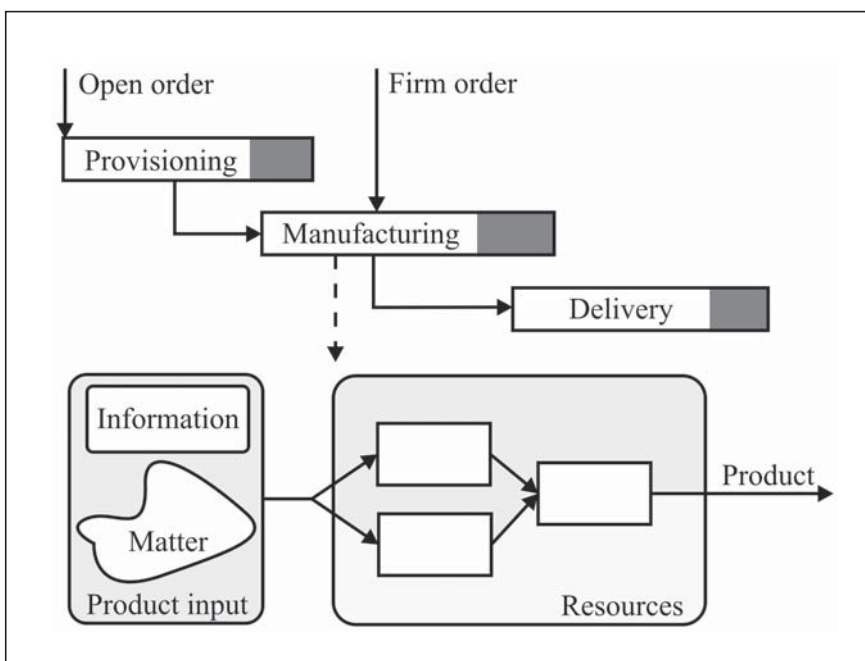 Open order
Firm order
Provisioning
Manufacturing
Delivery
Information
Matter
Product input
Resources
Product